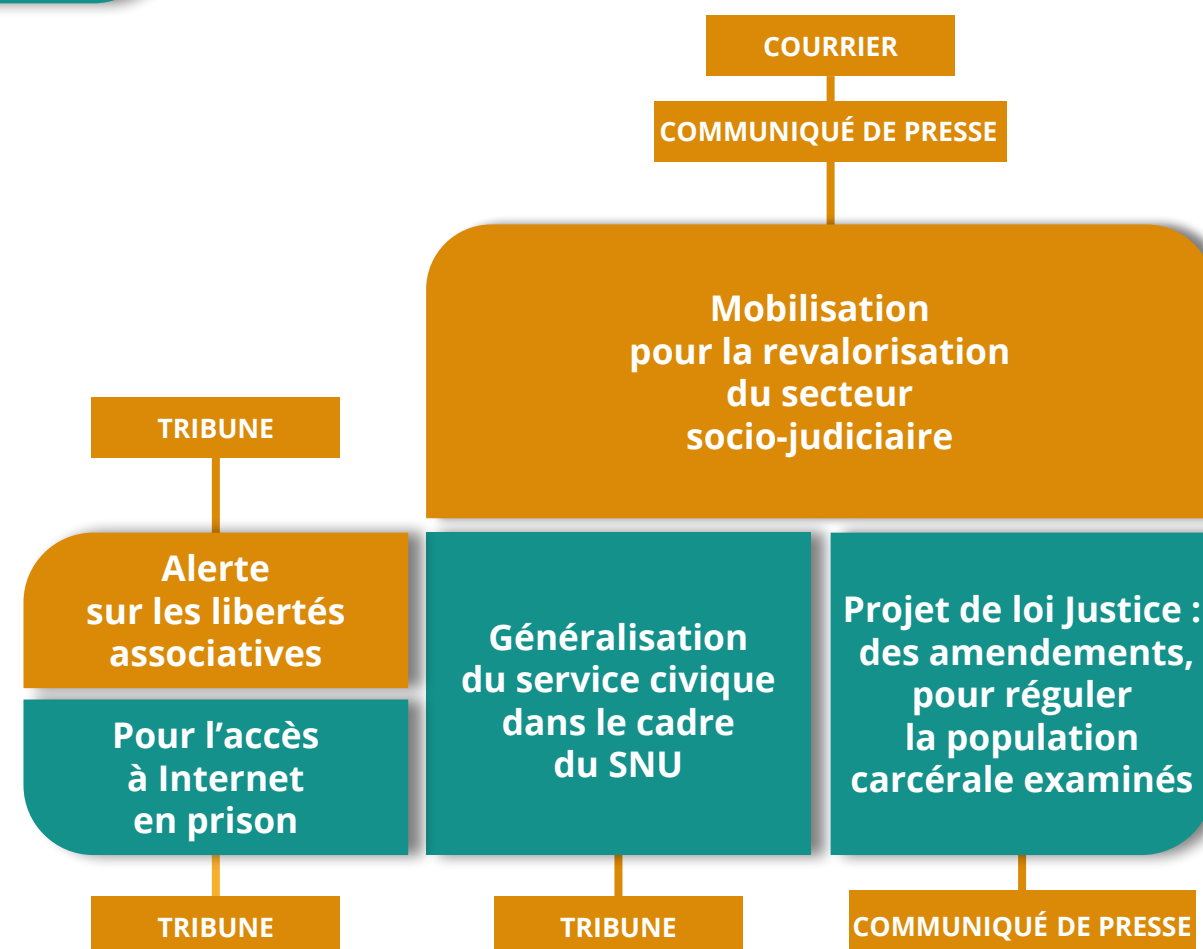 COURRIER
COMMUNIQUÉ DE PRESSE
Mobilisation
pour la revalorisation
du secteur
socio-judiciaire
TRIBUNE
Alerte
sur les libertés
associatives
Pour l’accès
à Internet
en prison
TRIBUNE
Généralisation
du service civique
dans le cadre
du SNU
TRIBUNE
Projet de loi Justice :
des amendements,
pour réguler
la population
carcérale examinés
COMMUNIQUÉ DE PRESSE